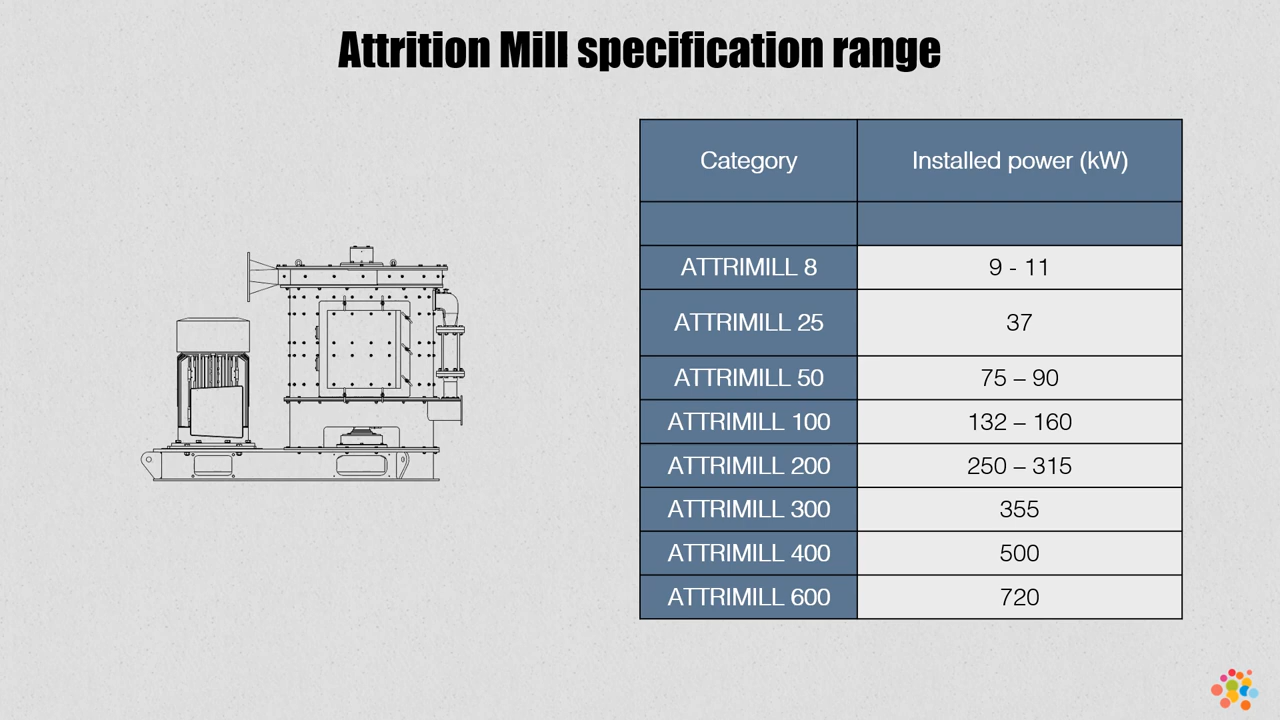 Attrition Mill specification range
Category Installed power (kW)
ATTRIMILL 8 9 - 11
ATTRIMILL 25 37
ATTRIMILL 50 75 – 90
ATTRIMILL 100 132 – 160
ATTRIMILL 200 250 – 315
ATTRIMILL 300 355
ATTRIMILL 400 500
ATTRIMILL 600 720